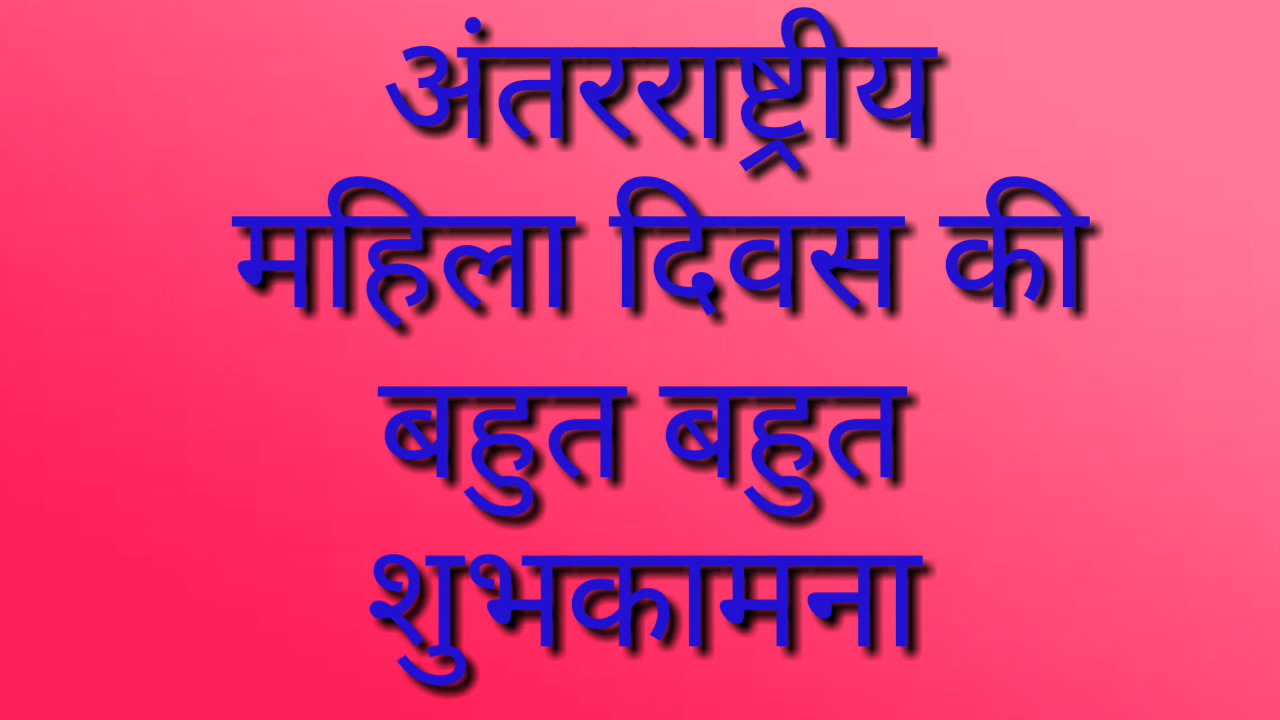 अंतरराष्ट्रीय
महिला दिवस की
बहुत बहुत
शुभकामना